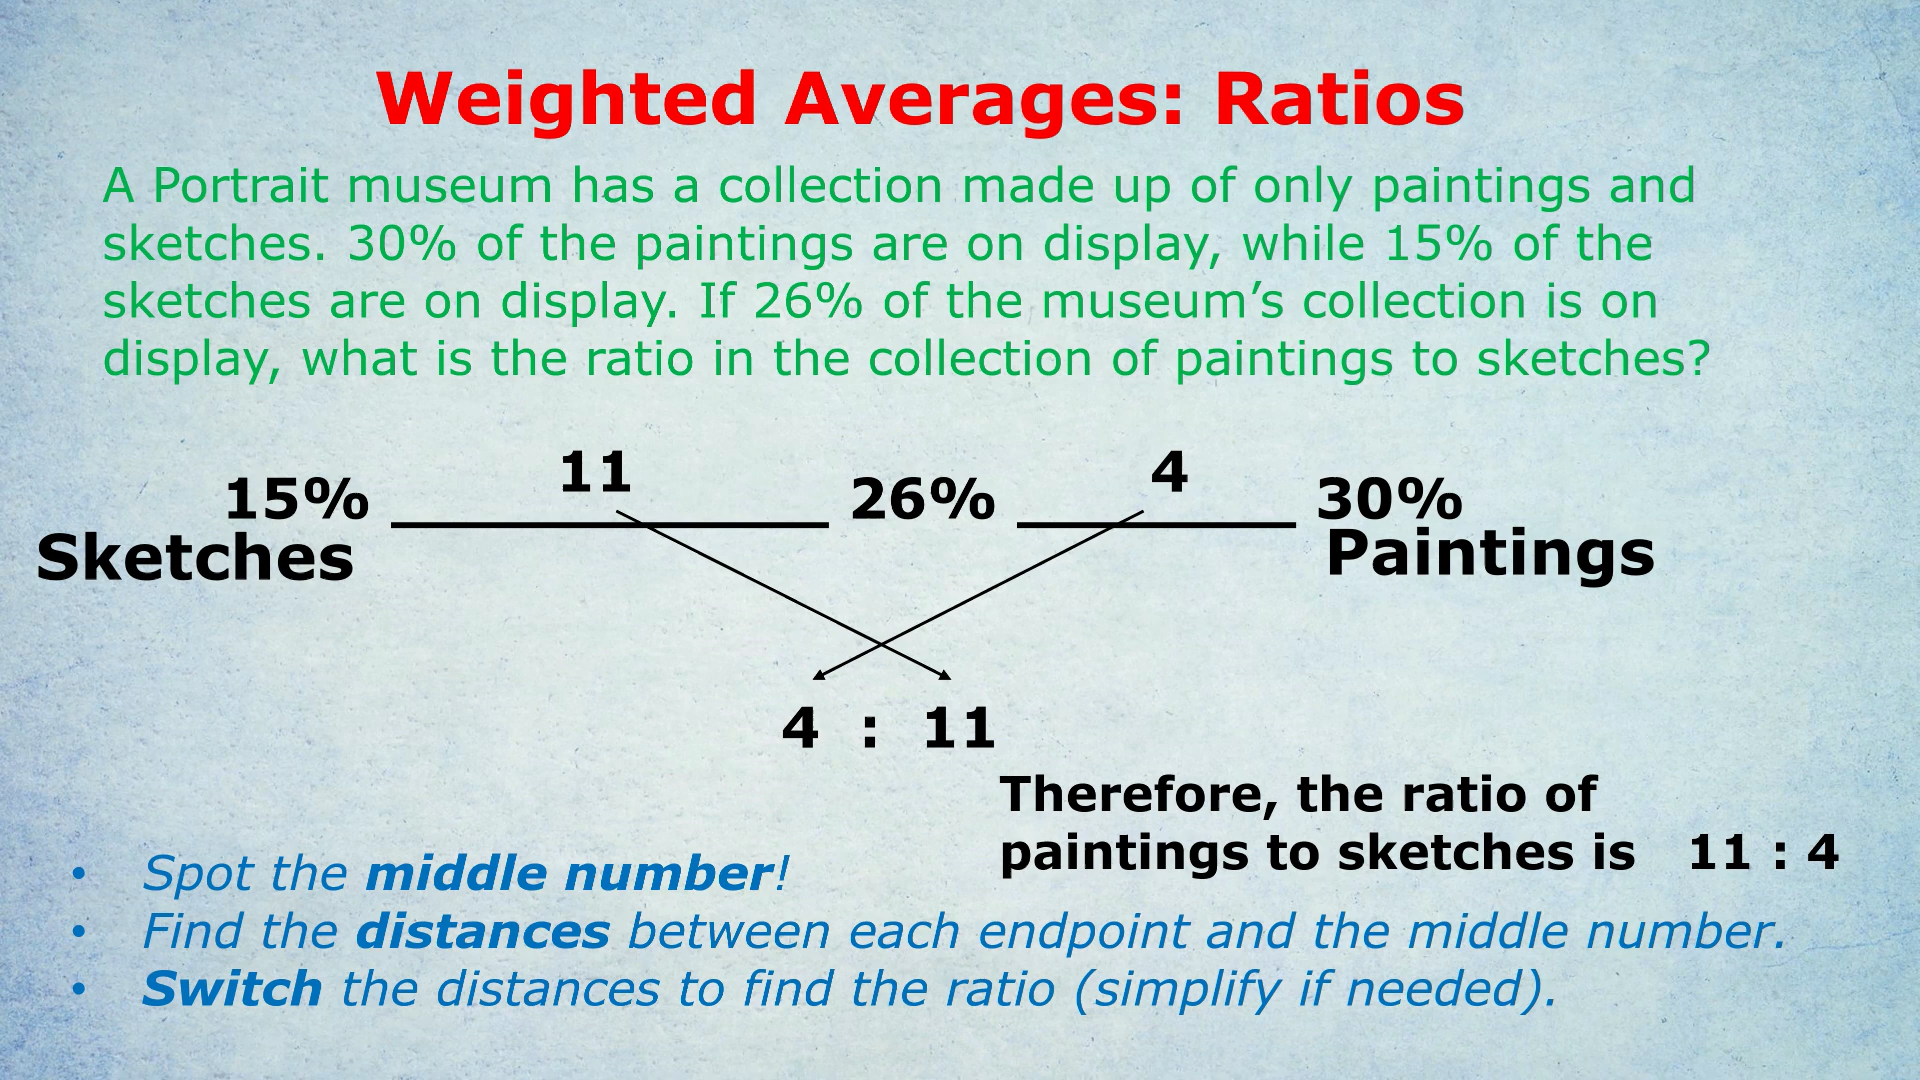 Weighted Averages: Ratios
A Portrait museum has a collection made up of only paintings and
sketches. 30% of the paintings are on display, while 15% of the
sketches are on display. If 26% of the museum’s collection is on
display, what is the ratio in the collection of paintings to sketches?
11 4
15% 26% 30%
Sketches Paintings
4 : 11
Therefore, the ratio of
paintings to sketches is 11 : 4
• Spot the middle number!
• Find the distances between each endpoint and the middle number.
• Switch the distances to find the ratio (simplify if needed).